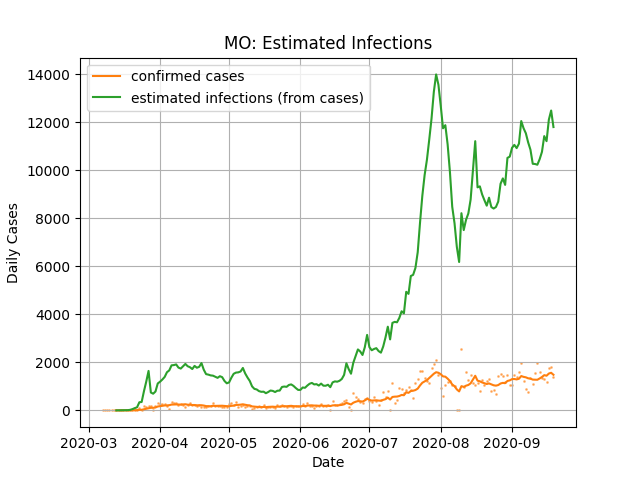 MO: Estimated Infections
confirmed cases
estimated infections (from cases)
14000
12000
10000
8000
6000
4000
2000
0
Daily Cases
2020-03 2020-04 2020-05 2020-06 2020-07 2020-08 2020-09
Date